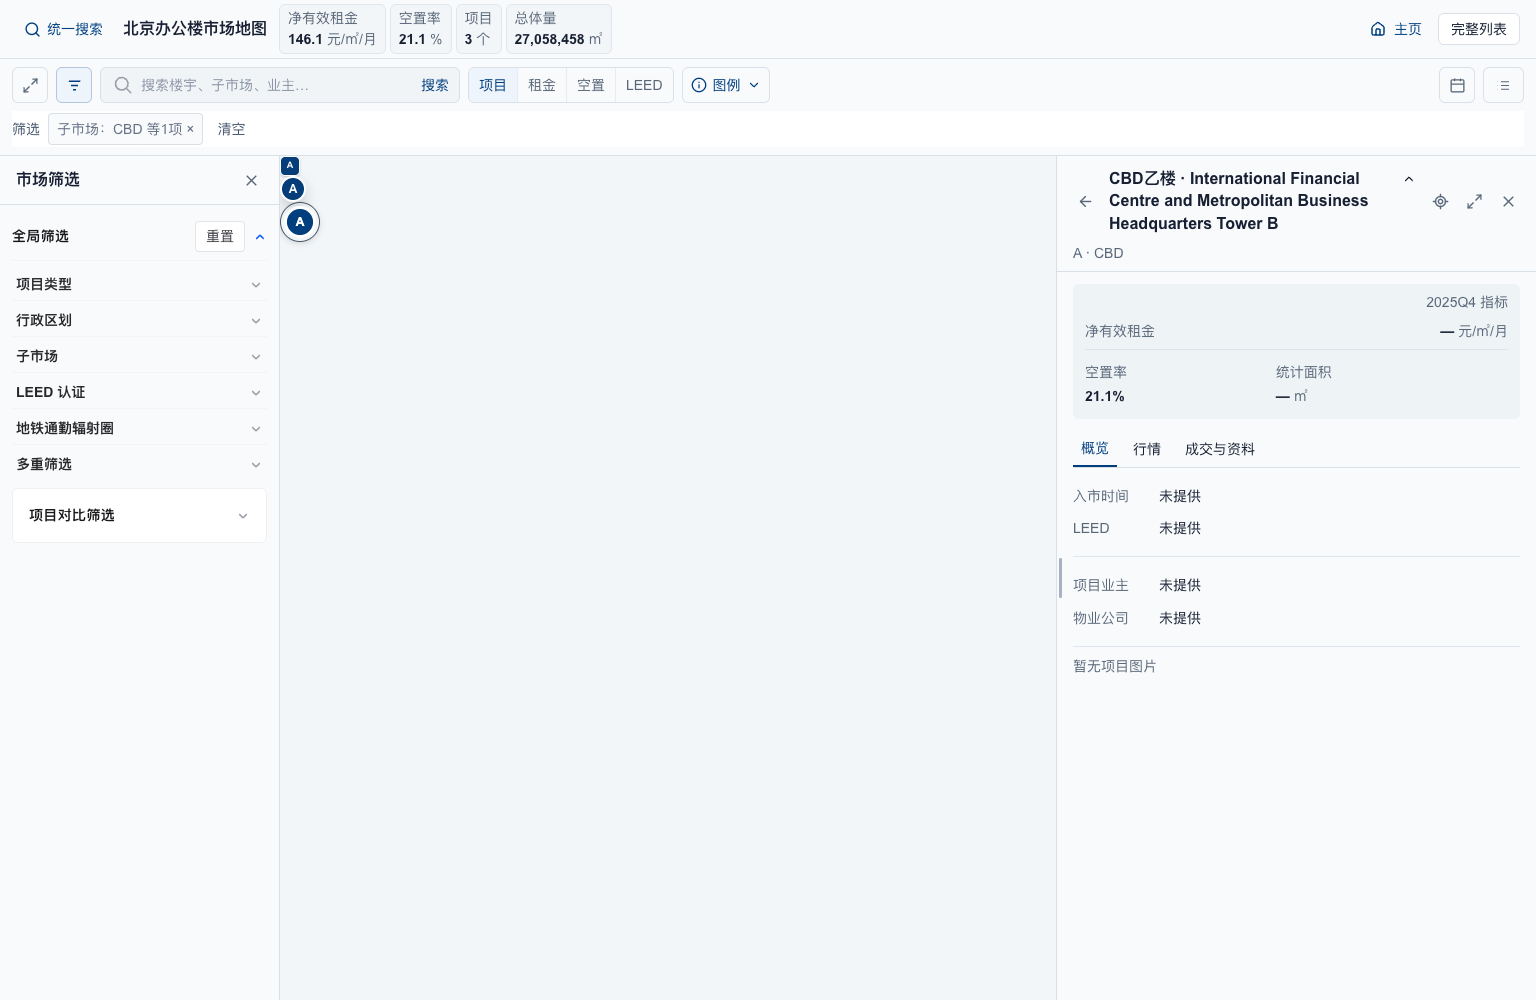 统一搜索
北京办公楼市场地图
净有效租金
146.1 元/㎡/月
空置率
21.1 %
项目
3 个
总体量
27,058,458 ㎡
主页
完整列表
搜索楼宇、子市场、业主…
搜索
项目
租金
空置
LEED
图例
筛选
子市场：CBD 等1项 ×
清空
市场筛选
全局筛选
重置
项目类型
行政区划
子市场
LEED 认证
地铁通勤辐射圈
多重筛选
项目对比筛选
A
A
A
CBD乙楼 · International Financial
Centre and Metropolitan Business
Headquarters Tower B
A · CBD
2025Q4 指标
净有效租金
— 元/㎡/月
空置率
21.1%
统计面积
— ㎡
概览
行情
成交与资料
入市时间 未提供
LEED 未提供
项目业主 未提供
物业公司 未提供
暂无项目图片